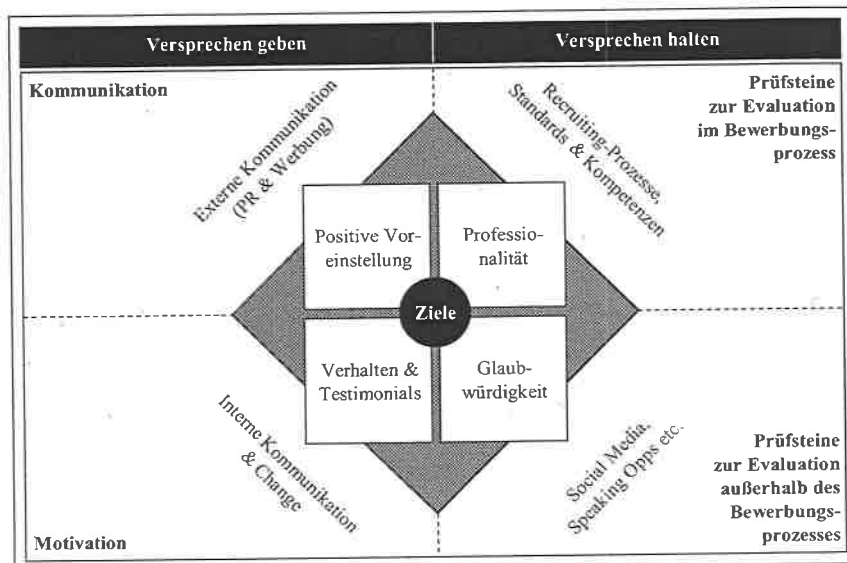 Versprechen geben
Versprechen halten
Kommunikation
Externe Kommunikation
(PR & Werbung)
Recruiting-Prozesse,
Standards & Kompetenzen
Prüfsteine
zur Evaluation
im Bewerbungs-
prozess
Positive Vor-
einstellung
Professio-
nalität
Ziele
Verhalten &
Testimonials
Glaub-
würdigkeit
Interne Kommunikation
& Change
Social Media,
Speaking Opps etc.
Motivation
Prüfsteine
zur Evaluation
außerhalb des
Bewerbungs-
prozesses